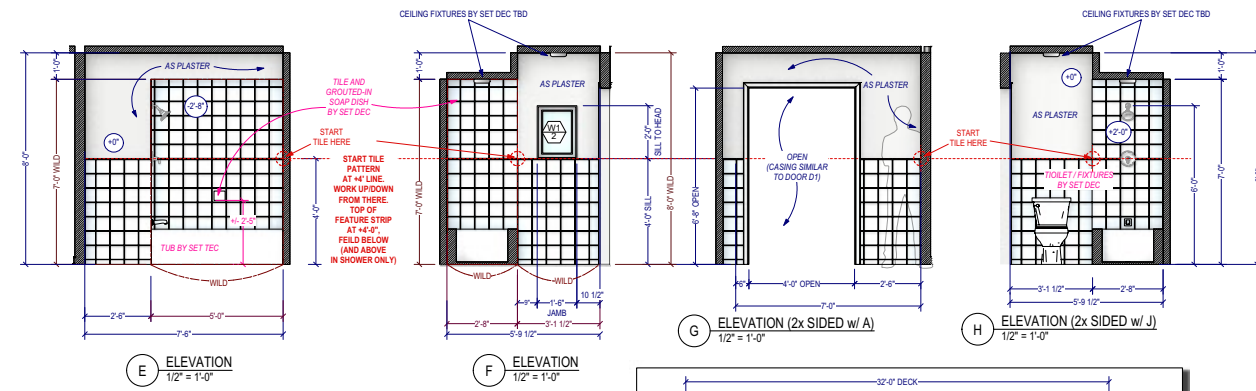 CEILING FIXTURES BY SET DEC TBD
CEILING FIXTURES BY SET DEC TBD
1'-0"
AS PLASTER
-2'-8"
+0"
8'-0"
7'-0" WILD
TILE AND
GROUTED-IN
SOAP DISH
BY SET DEC
START
TILE HERE
START TILE
PATTERN
AT +4' LINE.
WORK UP/DOWN
FROM THERE.
TOP OF
FEATURE STRIP
AT +4'-0",
FEILD BELOW
(AND ABOVE
IN SHOWER ONLY)
4'-0"
+/- 2'-5"
TUB BY SET TEC
WILD
2'-6"
5'-0"
7'-6"
E
ELEVATION
1/2" = 1'-0"
1'-0"
AS PLASTER
W1
2
2'-0"
SILL TO HEAD
7'-0" WILD
4'-0" SILL
8'-0" WILD
WILD
WILD
9"
1'-6"
JAMB
10 1/2"
2'-8"
3'-1 1/2"
5'-9 1/2"
F
ELEVATION
1/2" = 1'-0"
AS PLASTER
6'-8" OPEN
OPEN
(CASING SIMILAR
TO DOOR D1)
START
TILE HERE
6"
4'-0" OPEN
2'-6"
7'-0"
G
ELEVATION (2x SIDED w/ A)
1/2" = 1'-0"
+0"
AS PLASTER
+2'-0"
TIOILET / FIXTURES
BY SET DEC
1'-0"
6'-0"
7'-0"
3'-1 1/2"
2'-8"
5'-9 1/2"
H
ELEVATION (2x SIDED w/ J)
1/2" = 1'-0"
32'-0" DECK